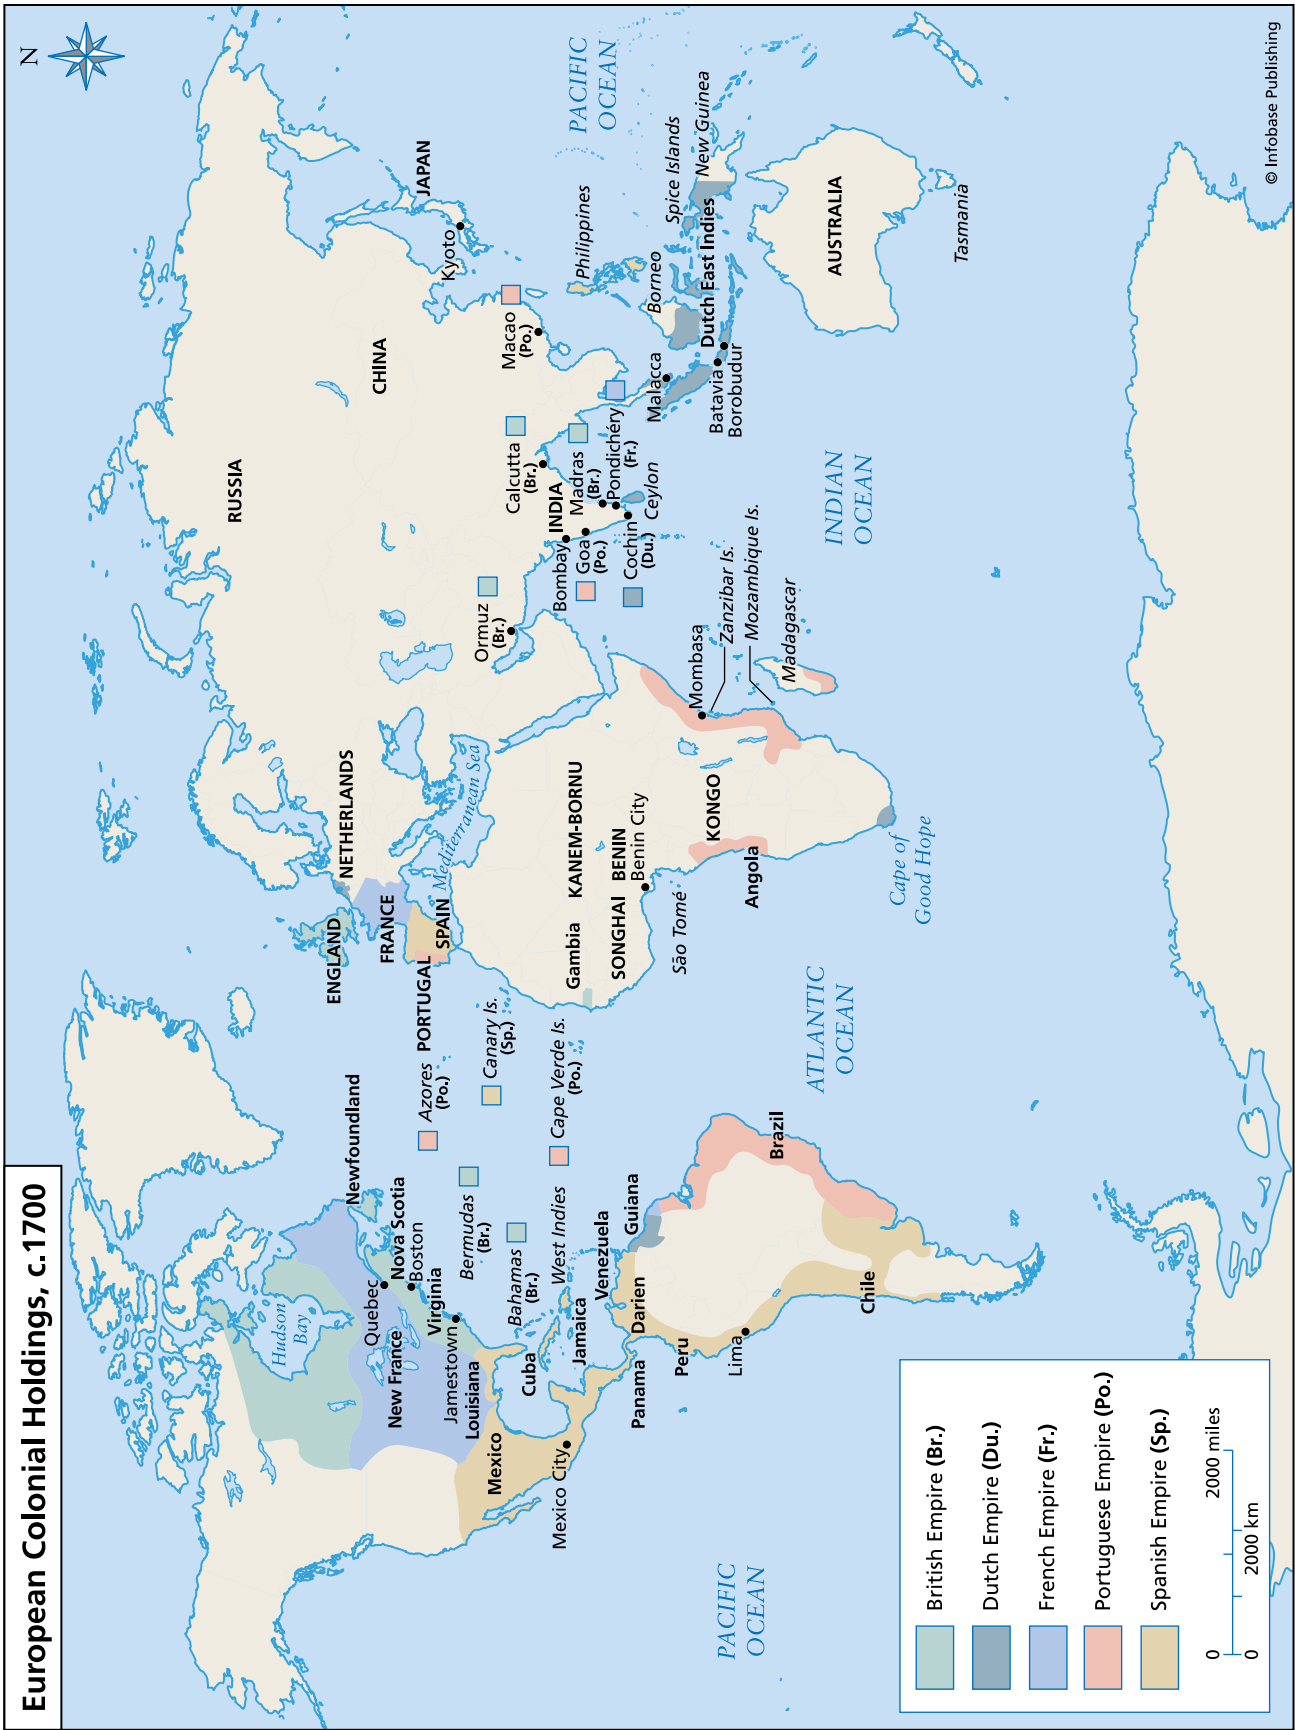 European Colonial Holdings, c.1700
N
RUSSIA
CHINA
JAPAN
Kyoto
NETHERLANDS
ENGLAND
FRANCE
PORTUGAL
SPAIN
Mediterranean Sea
Hudson
Bay
Newfoundland
Quebec
Nova Scotia
Boston
New France
Virginia
Jamestown
Louisiana
Mexico
Mexico City
Azores
(Po.)
Canary Is.
(Sp.)
Bermudas
(Br.)
Bahamas
(Br.)
Cape Verde Is.
(Po.)
West Indies
Cuba
Jamaica
Venezuela
Guiana
Darien
Panama
Peru
Lima
Brazil
Chile
Gambia
KANEM-BORNU
SONGHAI
BENIN
Benin City
São Tomé
KONGO
Angola
Mombasa
Zanzibar Is.
Mozambique Is.
Madagascar
Cape of
Good Hope
Ormuz
(Br.)
Calcutta
(Br.)
Macao
(Po.)
INDIA
Bombay
Madras
(Br.)
Goa
(Po.)
Pondichéry
(Fr.)
Cochin
(Du.)
Ceylon
Philippines
Malacca
Borneo
Spice Islands
New Guinea
Dutch East Indies
Batavia
Borobudur
AUSTRALIA
Tasmania
PACIFIC
OCEAN
INDIAN
OCEAN
ATLANTIC
OCEAN
PACIFIC
OCEAN
British Empire (Br.)
Dutch Empire (Du.)
French Empire (Fr.)
Portuguese Empire (Po.)
Spanish Empire (Sp.)
0 2000 miles
0 2000 km
© Infobase Publishing